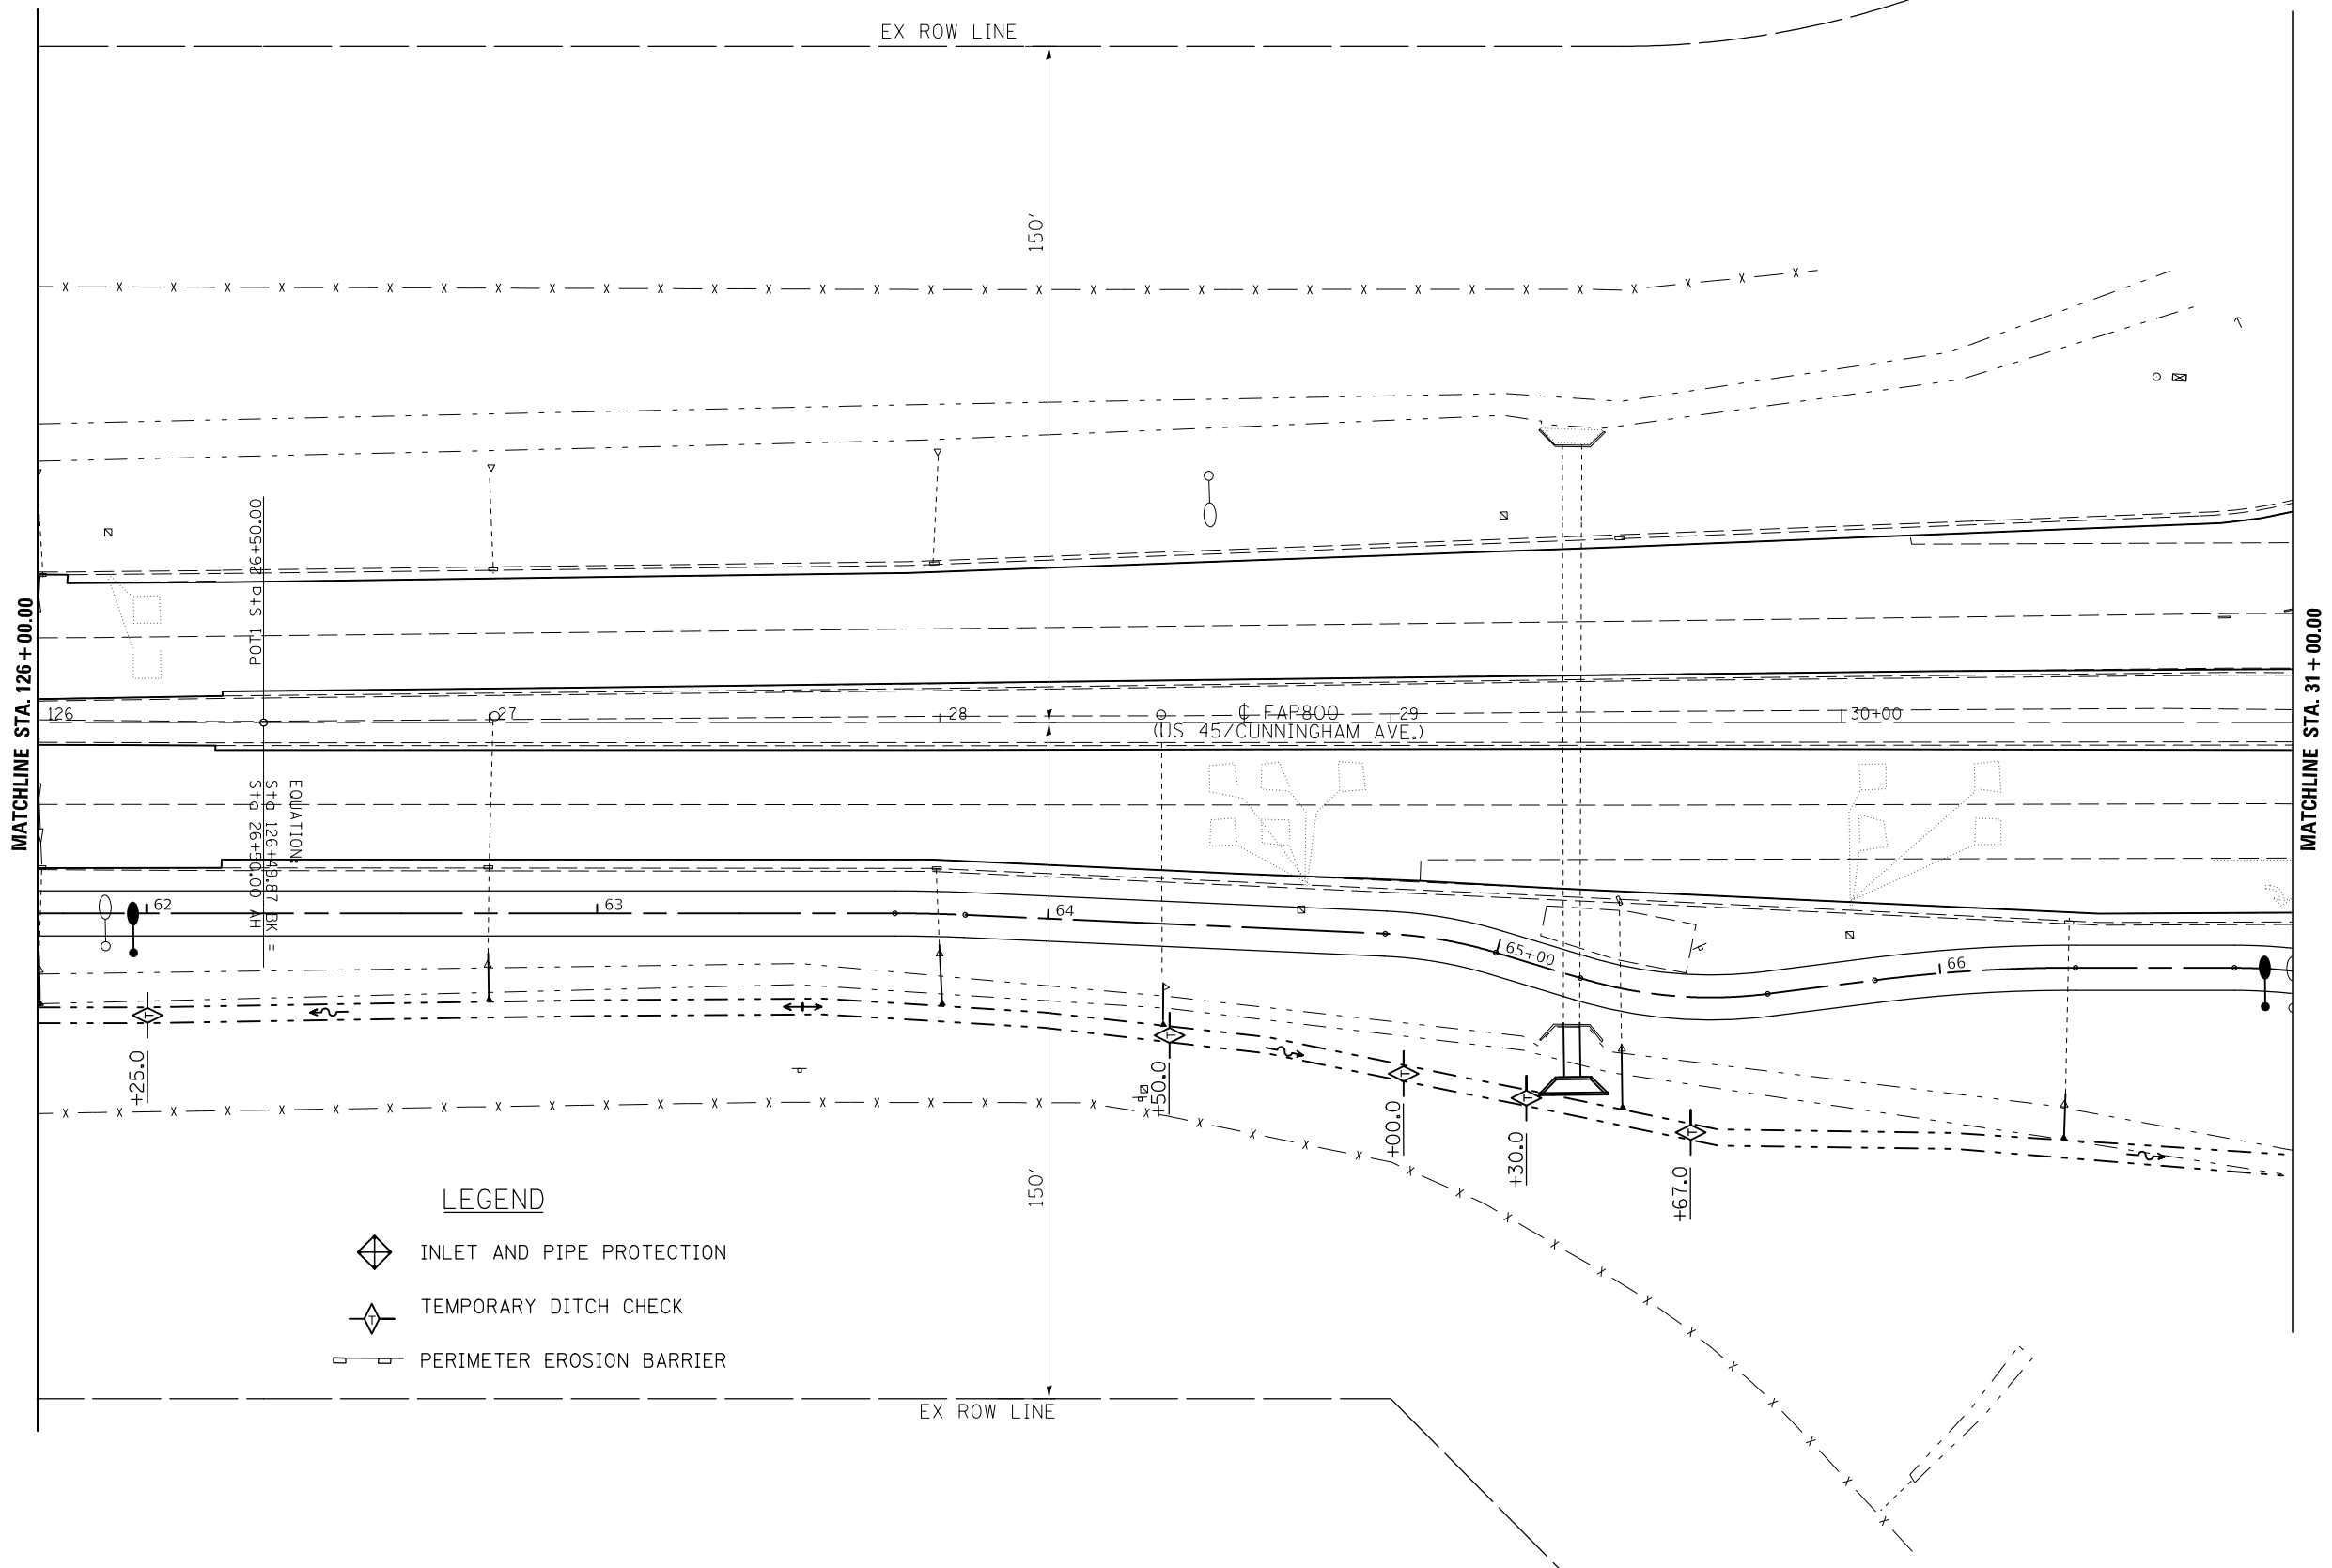 EX ROW LINE
150'
MATCHLINE STA. 126+00.00
MATCHLINE STA. 31+00.00
POT1 Sta 26+50.00
126
27
28
℄ FAP800
(US 45/CUNNINGHAM AVE.)
29
30+00
EQUATION:
Sta 126+49.87 BK =
Sta 26+50.00 AH
62
63
64
65+00
66
T
T
T
T
T
+25.0
+50.0
+00.0
+30.0
+67.0
150'
LEGEND
INLET AND PIPE PROTECTION
T
TEMPORARY DITCH CHECK
PERIMETER EROSION BARRIER
EX ROW LINE